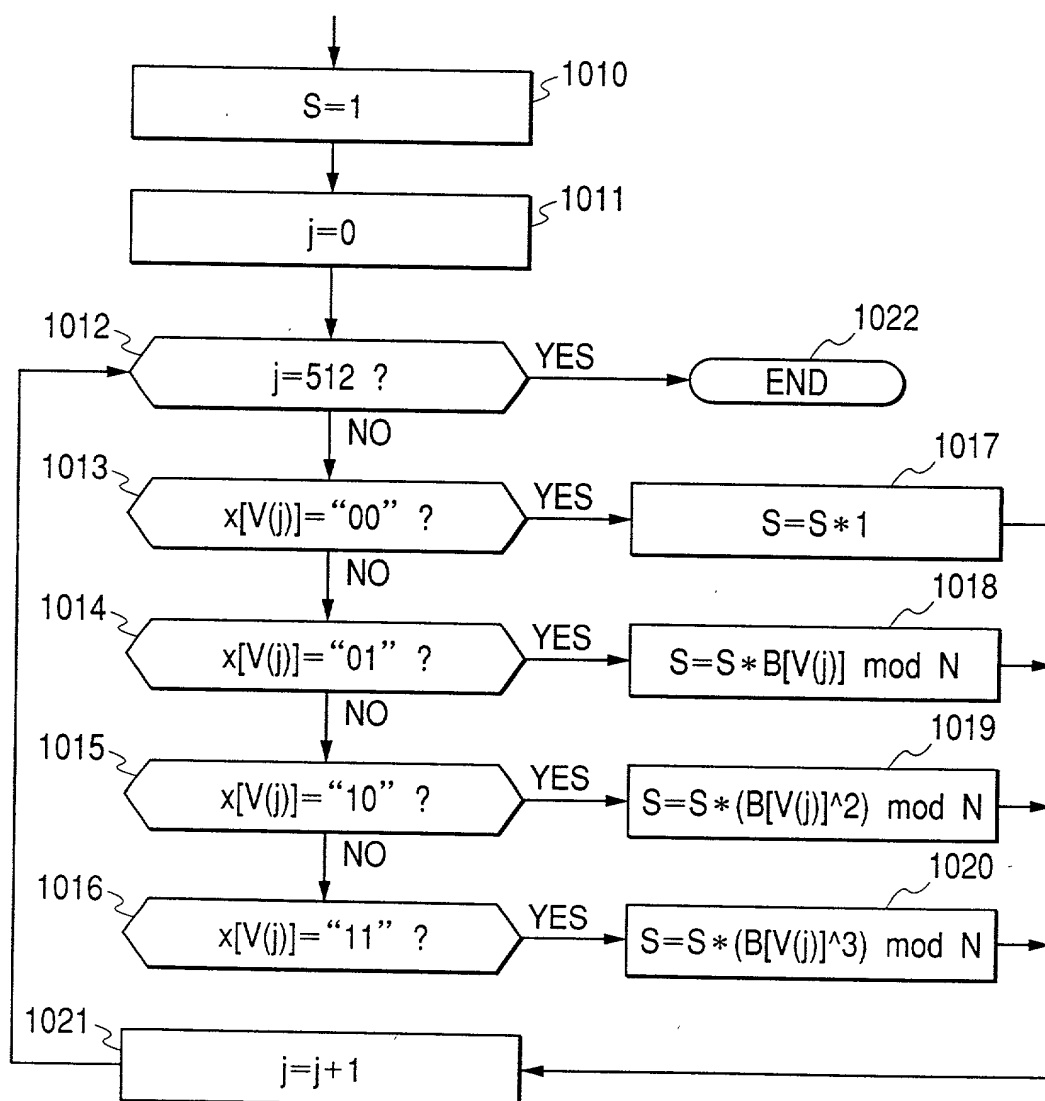 1010
S=1
1011
j=0
1012
j=512 ?
YES
1022
END
NO
1013
x[V(j)]=“00” ?
YES
1017
S=S*1
NO
1014
x[V(j)]=“01” ?
YES
1018
S=S*B[V(j)] mod N
NO
1015
x[V(j)]=“10” ?
YES
1019
S=S*(B[V(j)]^2) mod N
NO
1016
x[V(j)]=“11” ?
YES
1020
S=S*(B[V(j)]^3) mod N
1021
j=j+1